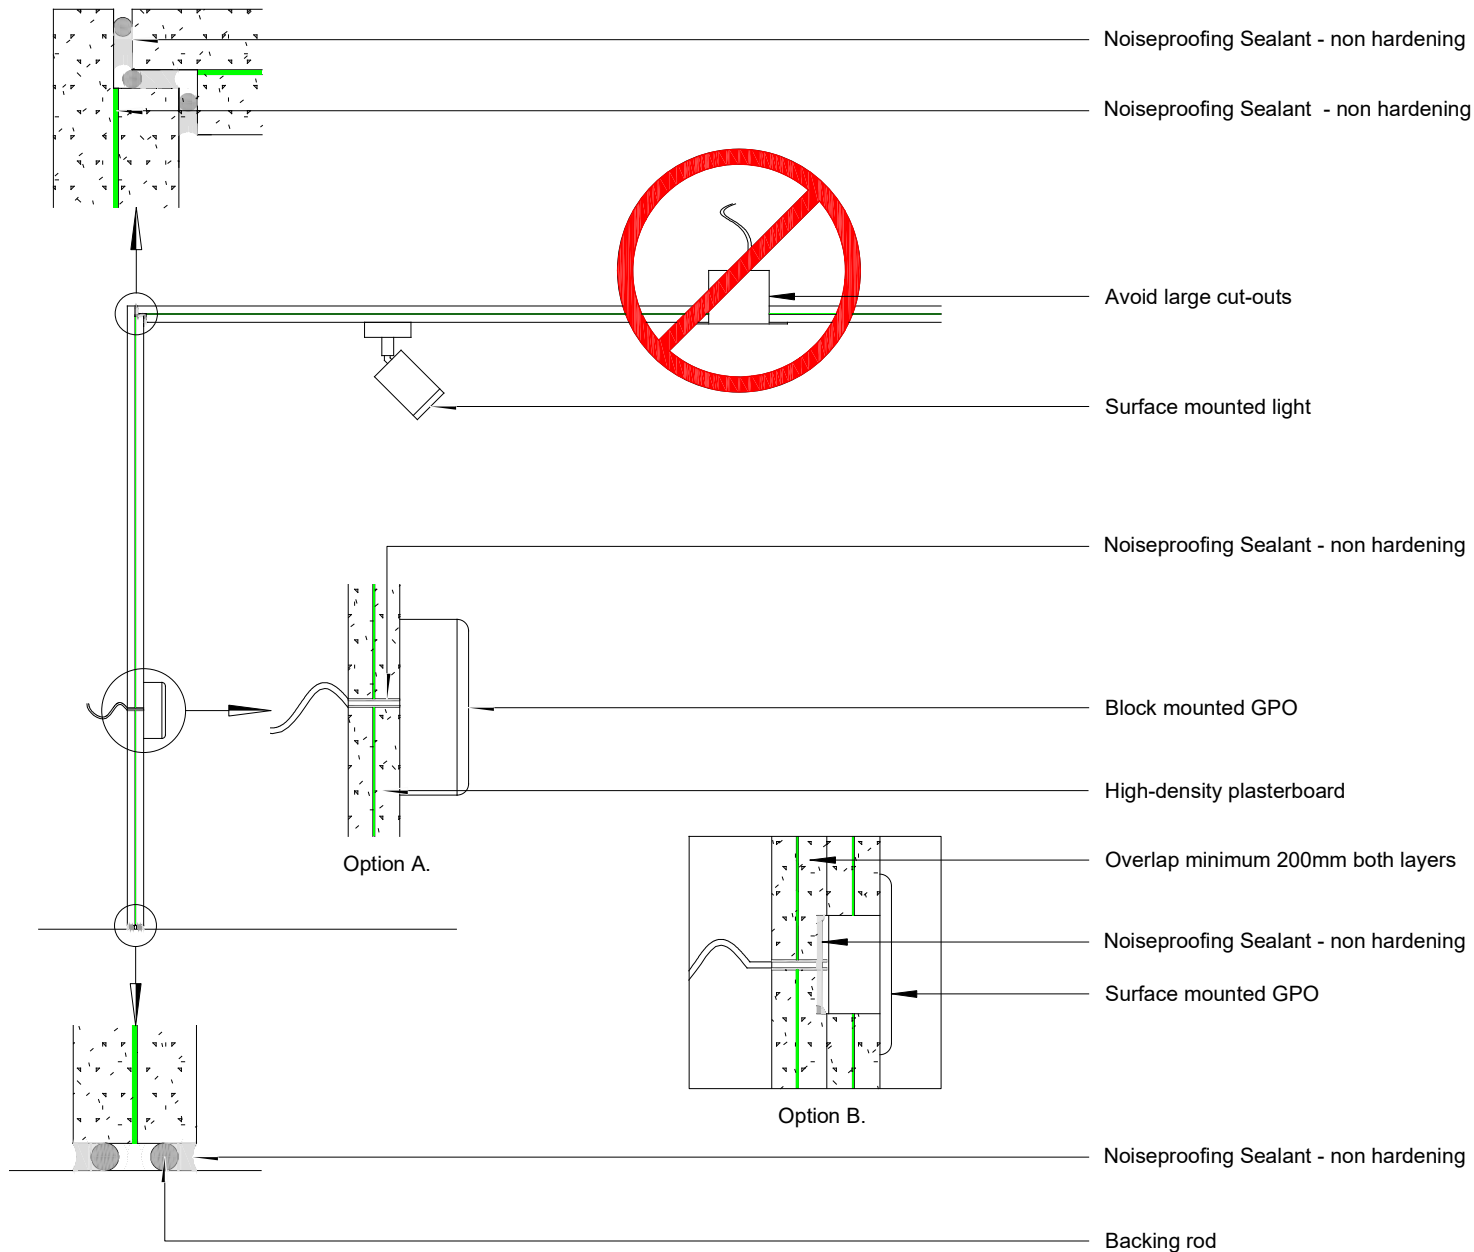 Noiseproofing Sealant - non hardening
Noiseproofing Sealant - non hardening
Avoid large cut-outs
Surface mounted light
Noiseproofing Sealant - non hardening
Block mounted GPO
High-density plasterboard
Option A.
Overlap minimum 200mm both layers
Noiseproofing Sealant - non hardening
Surface mounted GPO
Option B.
Noiseproofing Sealant - non hardening
Backing rod